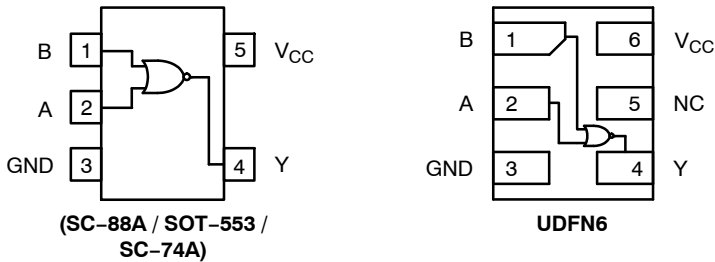 B 1 5 VCC
A 2
GND 3 4 Y
(SC–88A / SOT–553 /
SC–74A)
B 1 6 VCC
A 2 5 NC
GND 3 4 Y
UDFN6